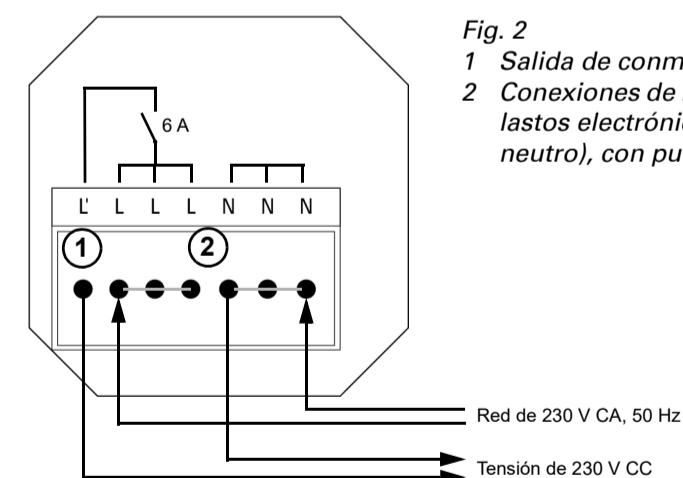 Fig. 2
1 Salida de conm
2 Conexiones de
lastos electrónic
neutro), con pu
6 A
L' L L L N N N
1 2
Red de 230 V CA, 50 Hz
Tensión de 230 V CC